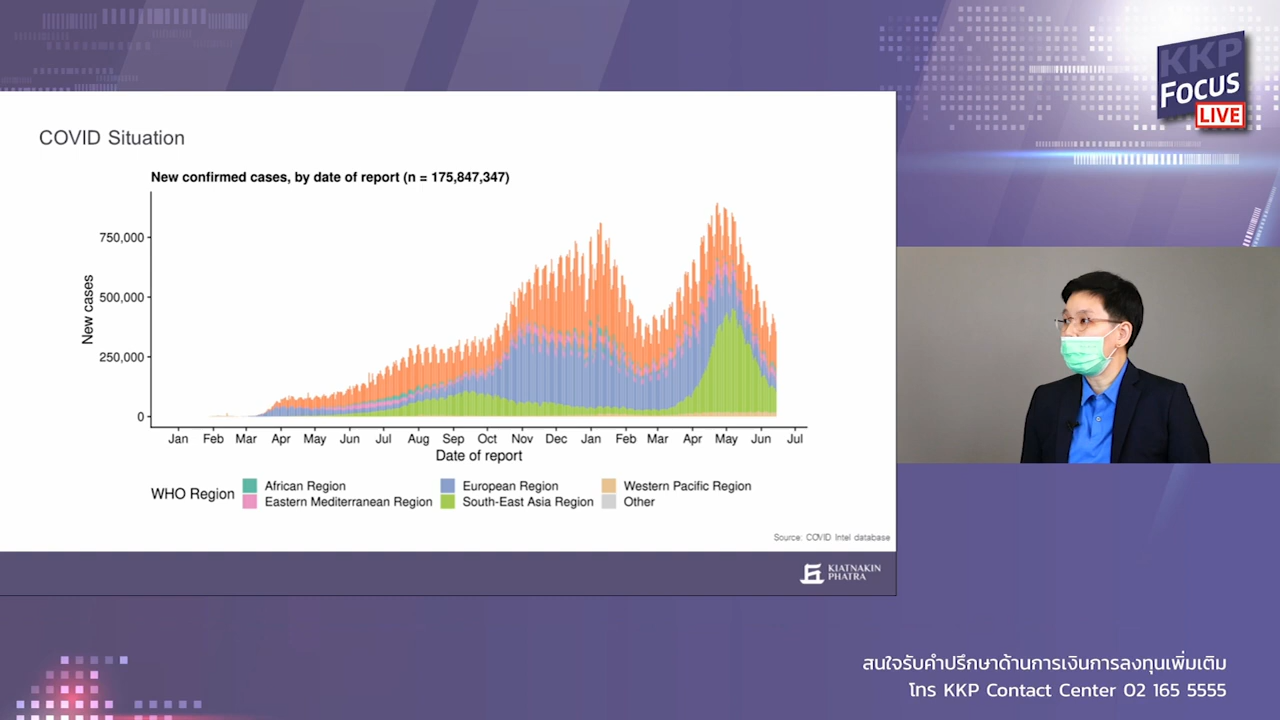 KKP
FOCUS
LIVE
COVID Situation
New confirmed cases, by date of report (n = 175,847,347)
New cases
750,000
500,000
250,000
0
Jan Feb Mar Apr May Jun Jul Aug Sep Oct Nov Dec Jan Feb Mar Apr May Jun Jul
Date of report
WHO Region
African Region
European Region
Western Pacific Region
Eastern Mediterranean Region
South-East Asia Region
Other
Source: COVID Intel database
KIATNAKIN
PHATRA
สนใจรับคำปรึกษาด้านการเงินการลงทุนเพิ่มเติม
โทร KKP Contact Center 02 165 5555